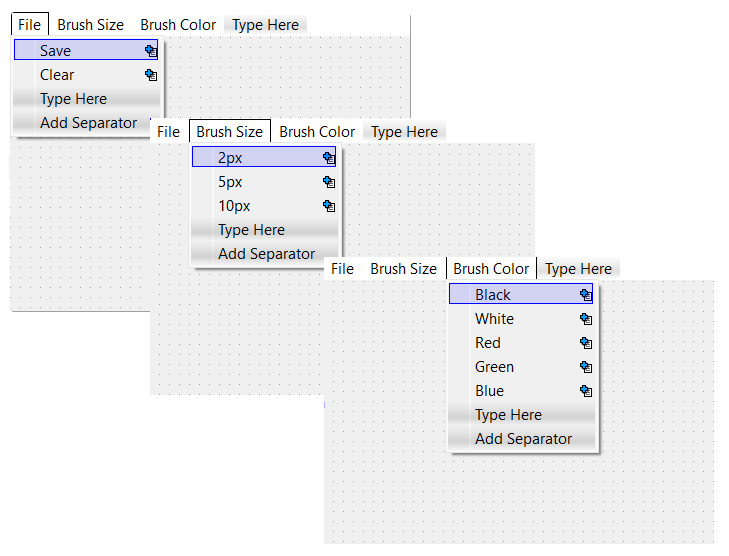 File Brush Size Brush Color Type Here
Save
Clear
Type Here
Add Separator
File Brush Size Brush Color Type Here
2px
5px
10px
Type Here
Add Separator
File Brush Size Brush Color Type Here
Black
White
Red
Green
Blue
Type Here
Add Separator